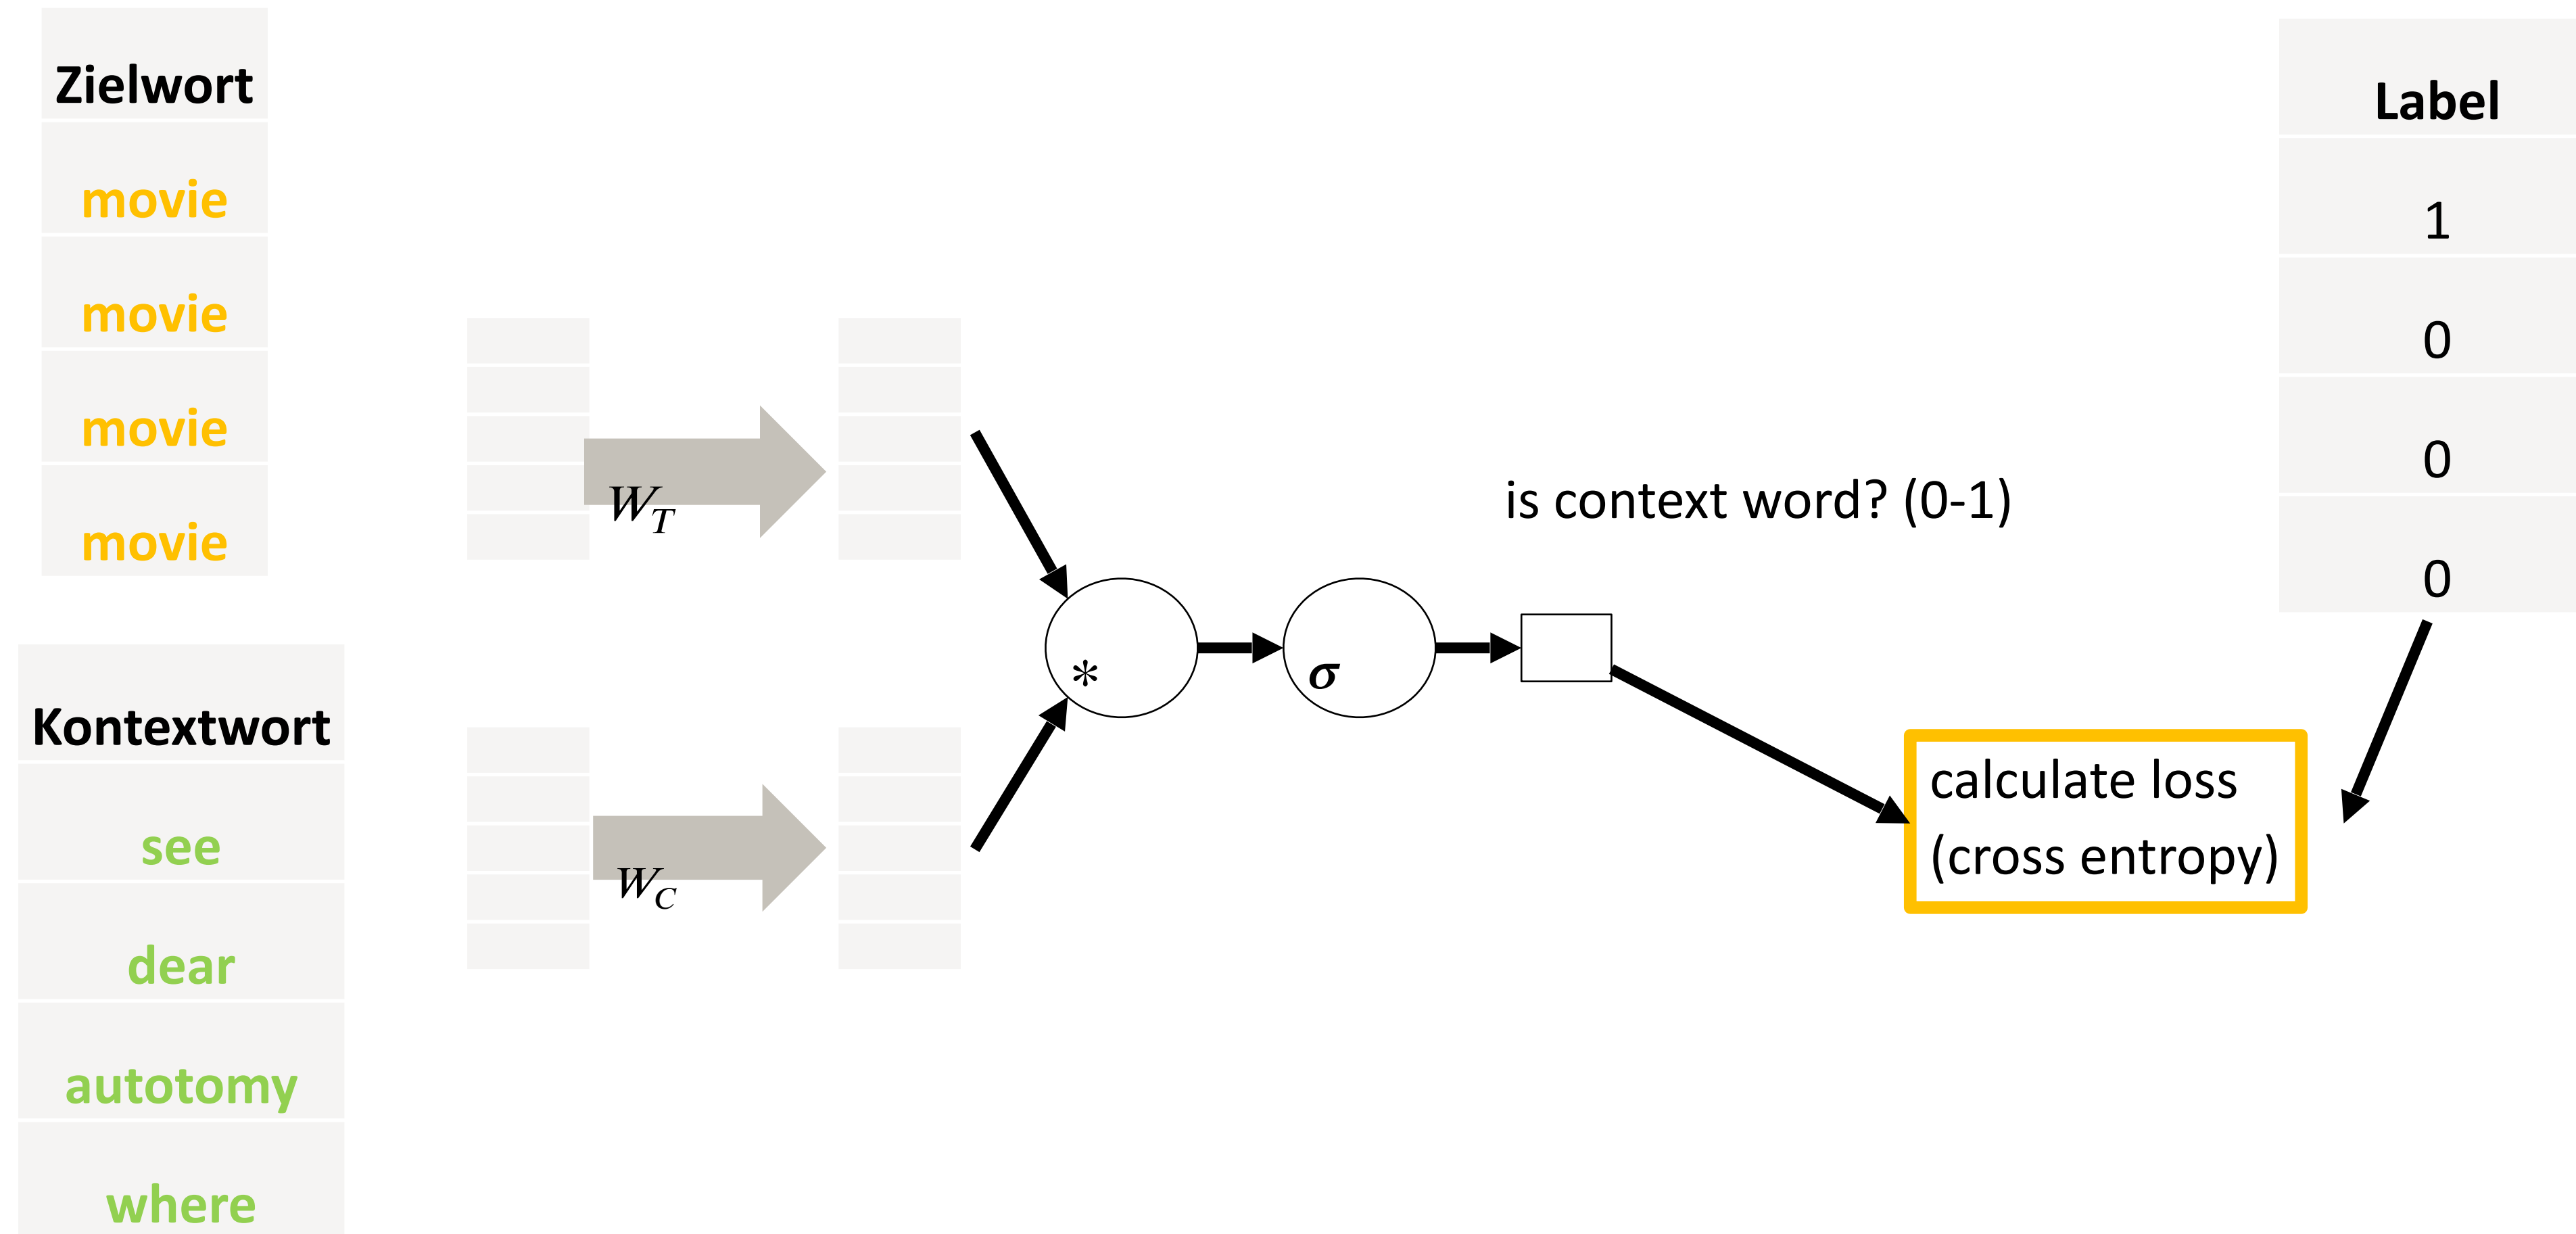 Zielwort
movie
movie
movie
movie
Kontextwort
see
dear
autotomy
where
W_T
W_C
*
σ
is context word? (0-1)
calculate loss
(cross entropy)
Label
1
0
0
0